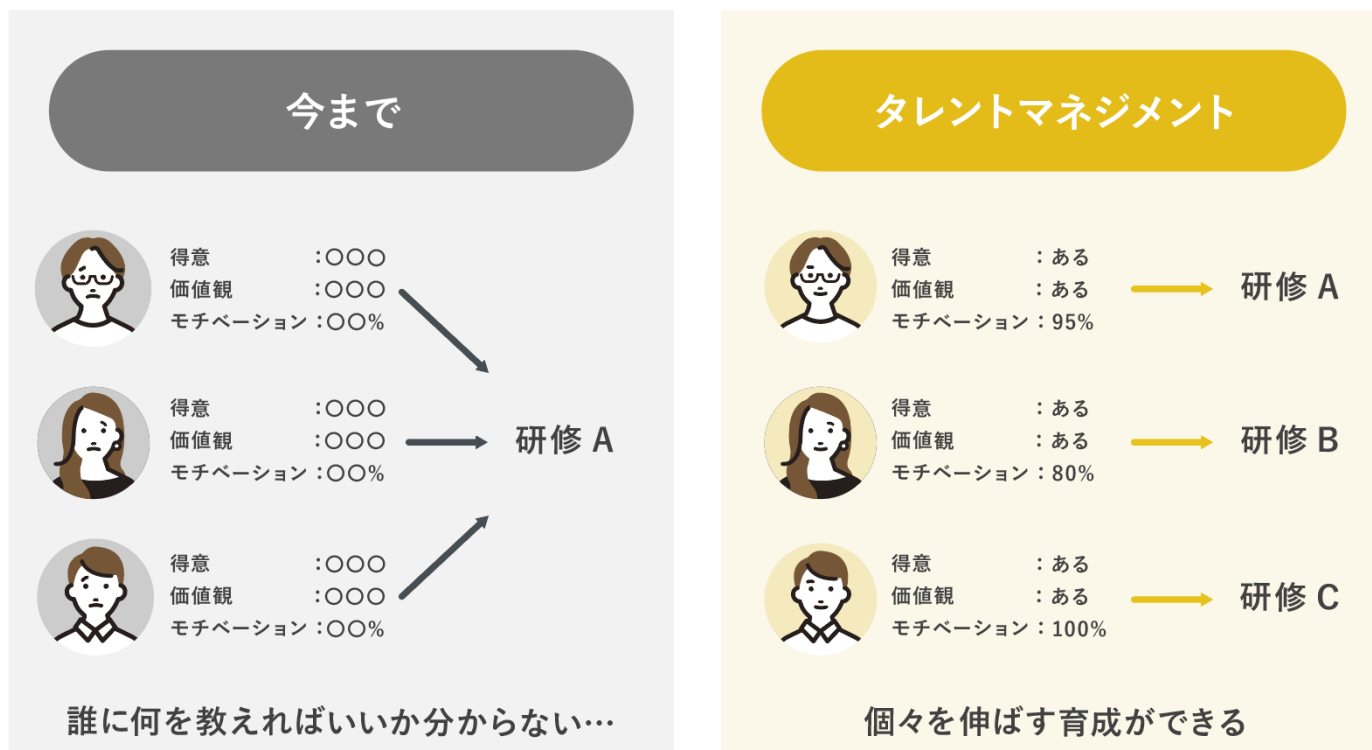 今まで
得意　：〇〇〇
価値観　：〇〇〇
モチベーション：〇〇%
得意　：〇〇〇
価値観　：〇〇〇
モチベーション：〇〇%
得意　：〇〇〇
価値観　：〇〇〇
モチベーション：〇〇%
研修 A
誰に何を教えればいいか分からない…
タレントマネジメント
得意　：ある
価値観　：ある
モチベーション：95%
研修 A
得意　：ある
価値観　：ある
モチベーション：80%
研修 B
得意　：ある
価値観　：ある
モチベーション：100%
研修 C
個々を伸ばす育成ができる